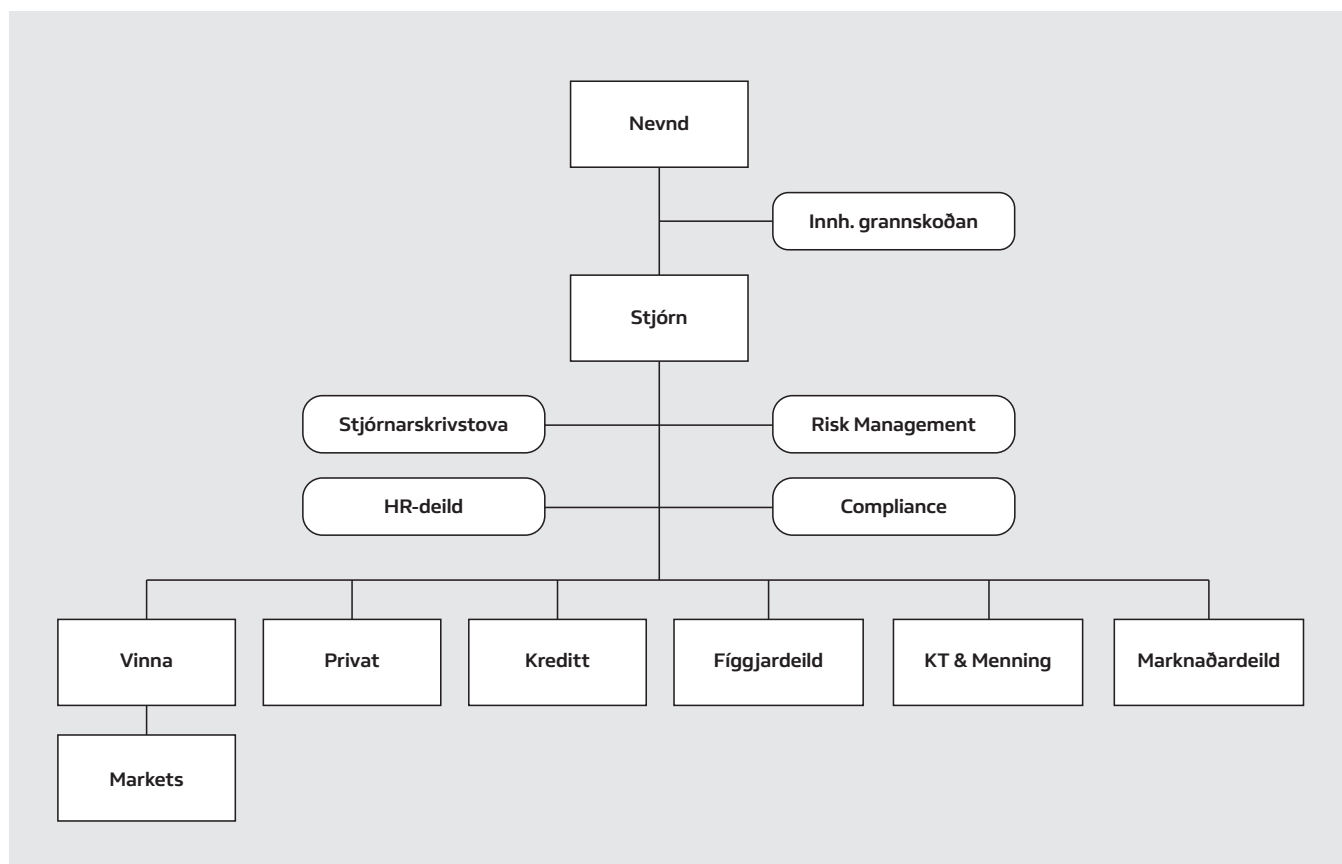 Nevnd
Innh. grannskoðan
Stjórn
Stjórnarskrivstova
Risk Management
HR-deild
Compliance
Vinna
Privat
Kreditt
Fíggjardeild
KT & Menning
Marknaðardeild
Markets